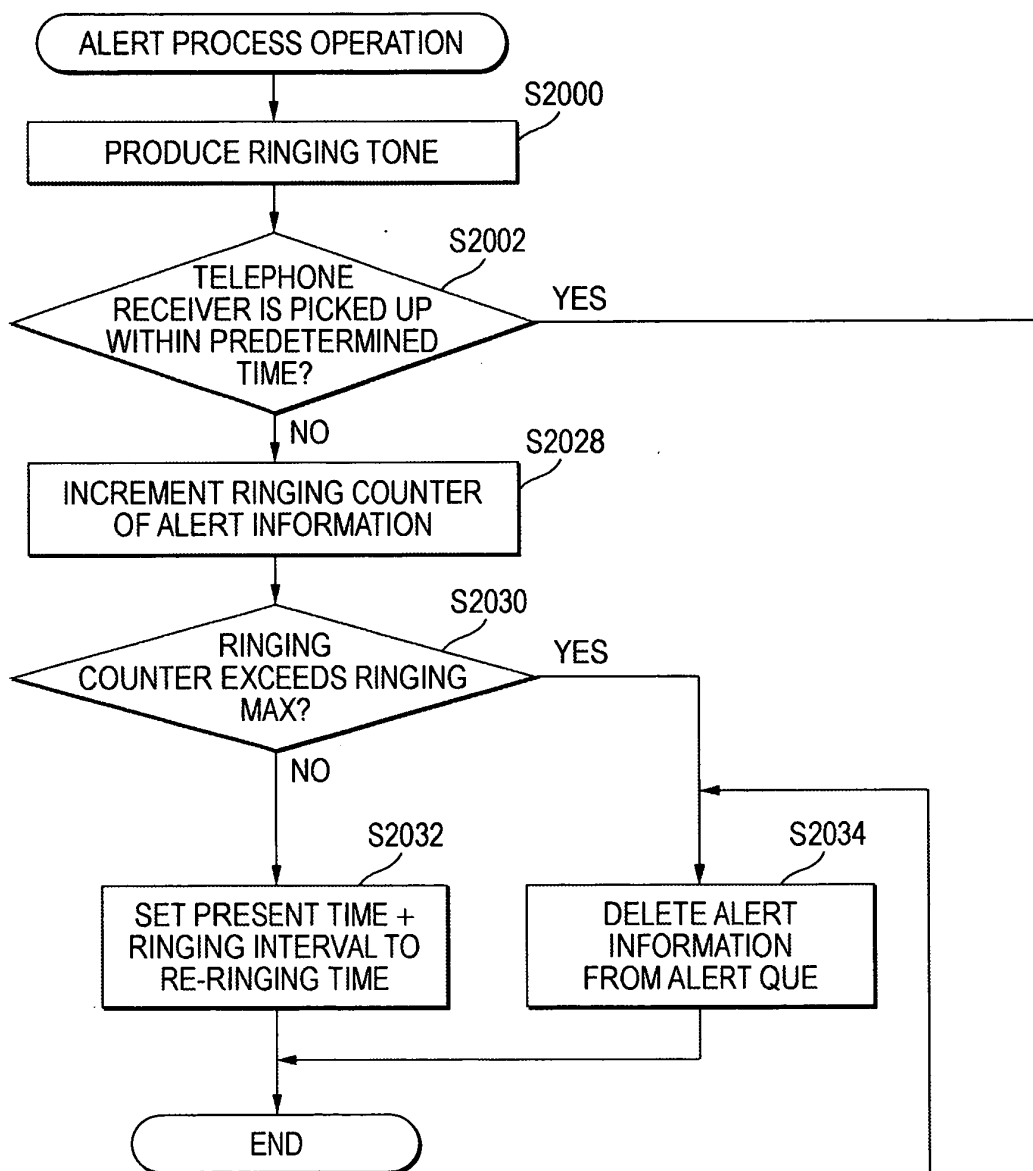 ALERT PROCESS OPERATION
S2000
PRODUCE RINGING TONE
S2002
TELEPHONE
RECEIVER IS PICKED UP
WITHIN PREDETERMINED
TIME?
YES
NO
S2028
INCREMENT RINGING COUNTER
OF ALERT INFORMATION
S2030
RINGING
COUNTER EXCEEDS RINGING
MAX?
YES
NO
S2032
SET PRESENT TIME +
RINGING INTERVAL TO
RE-RINGING TIME
S2034
DELETE ALERT
INFORMATION
FROM ALERT QUE
END